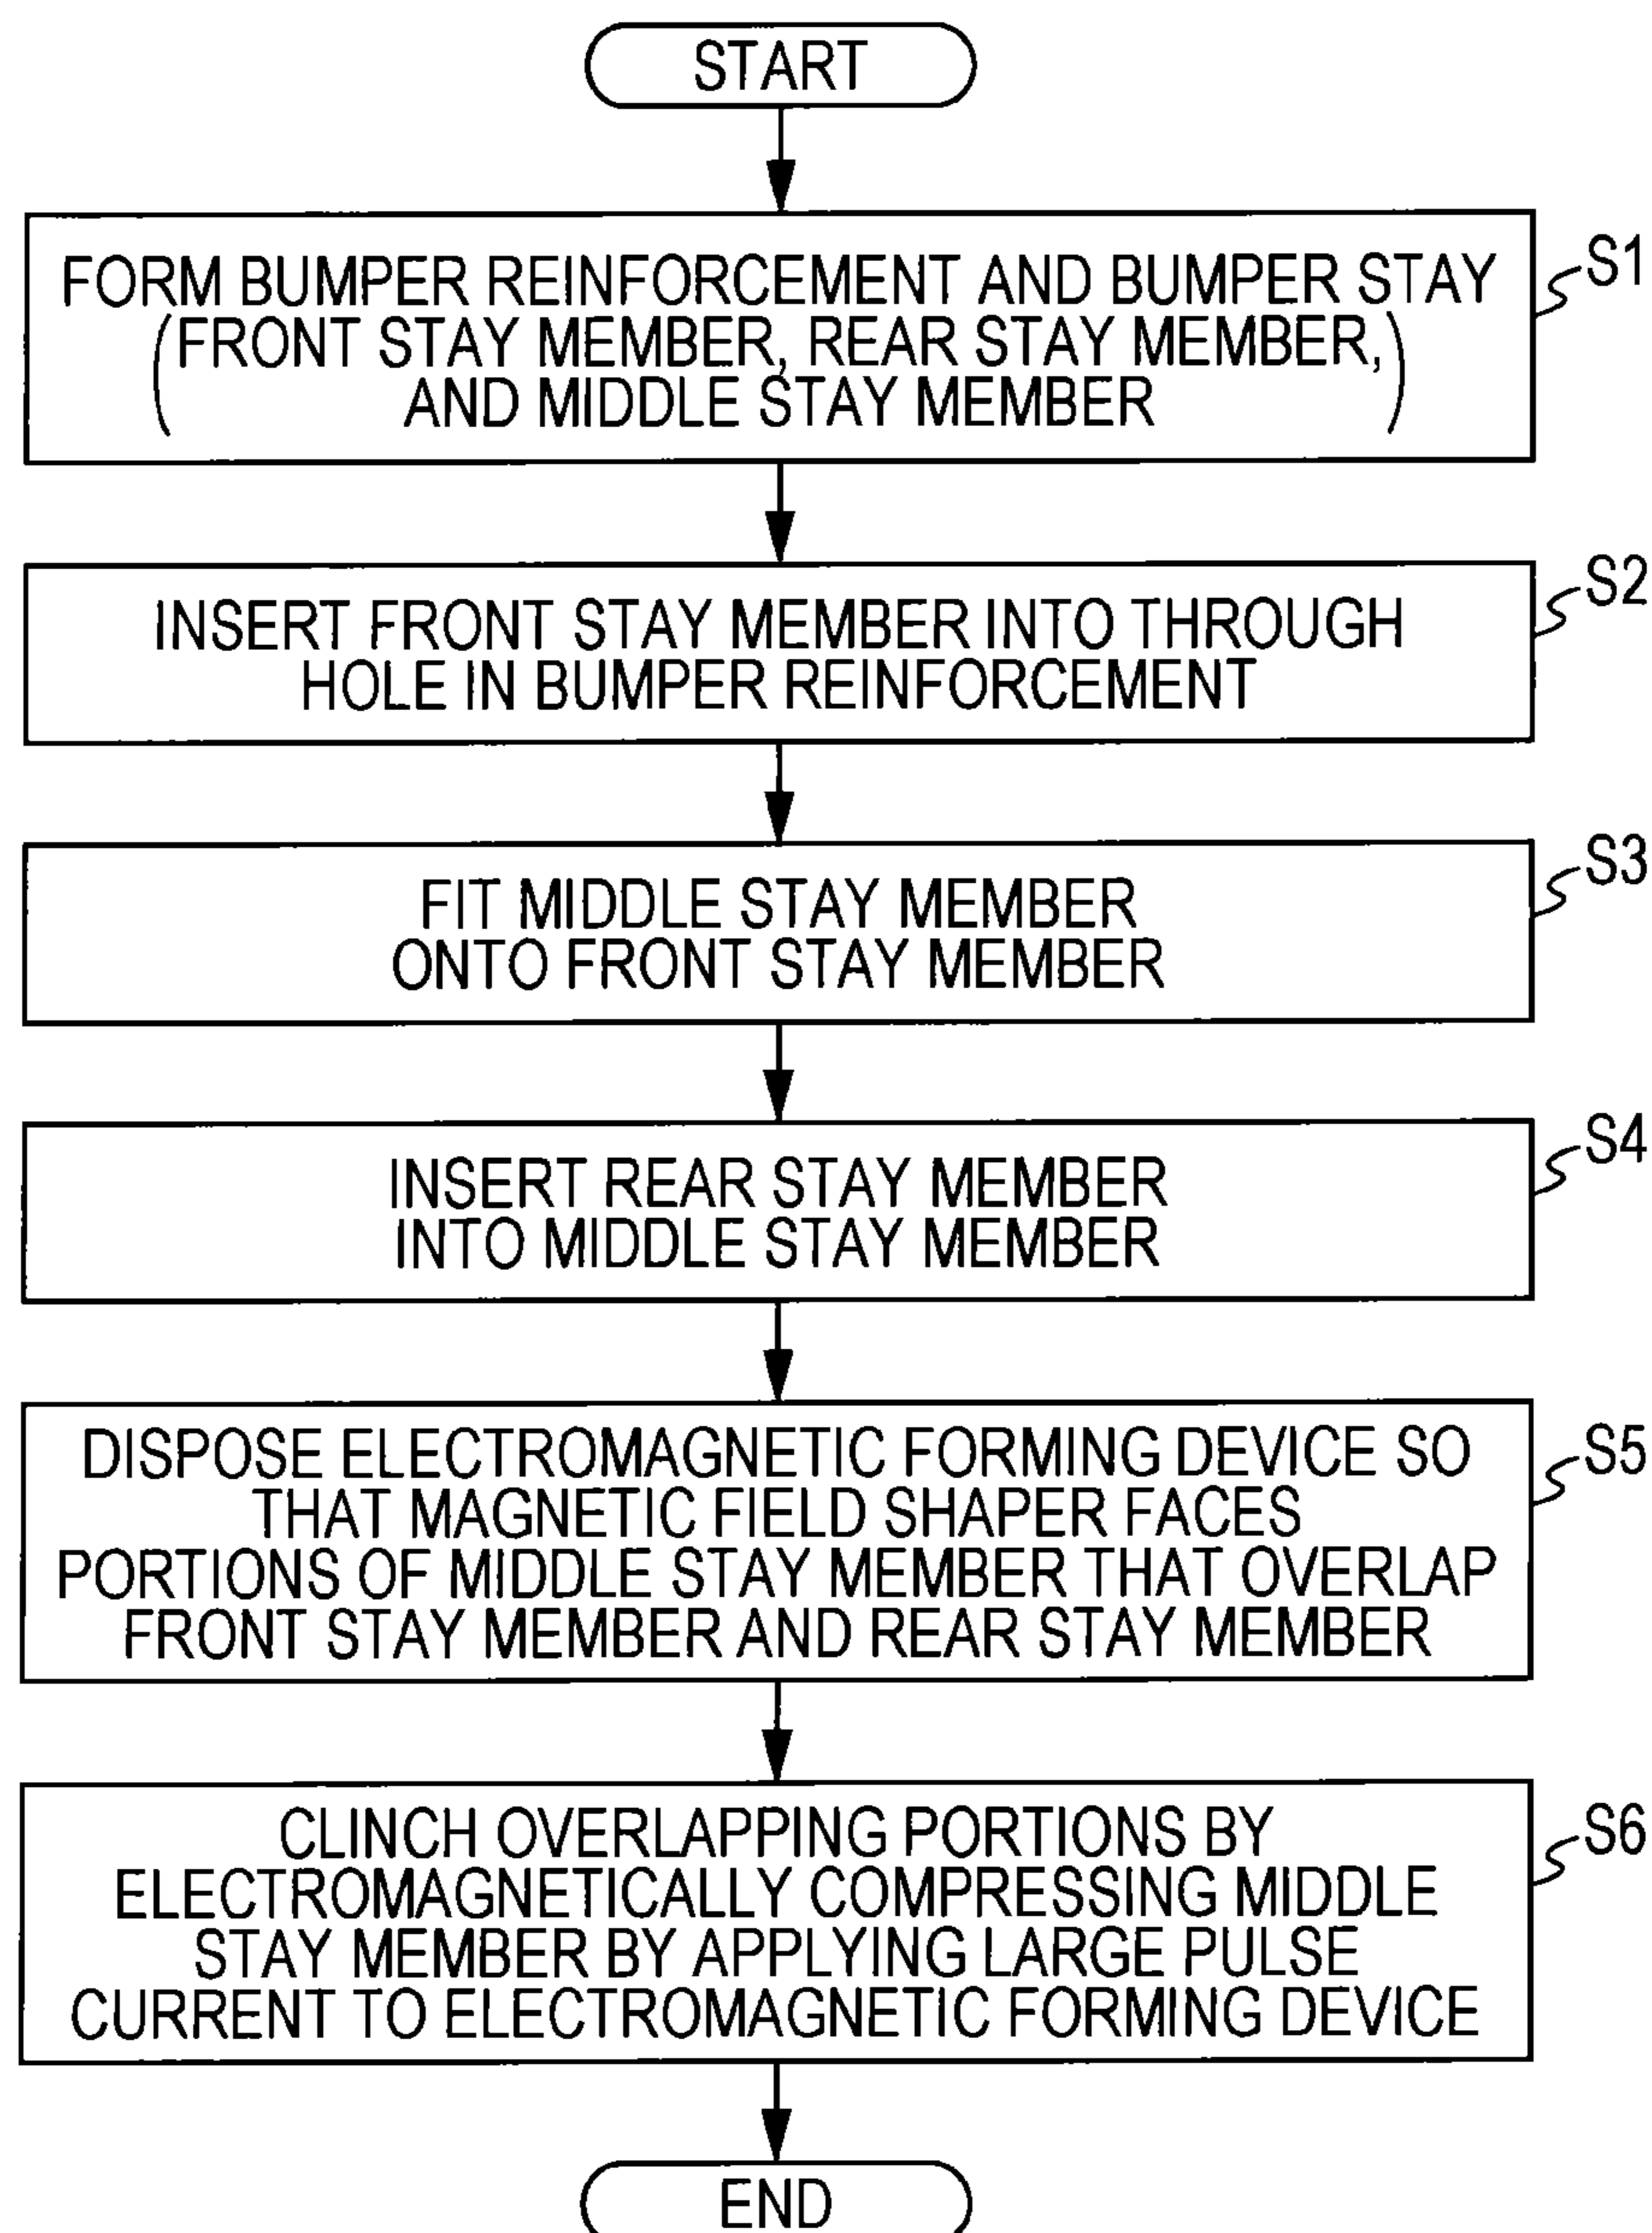 START
FORM BUMPER REINFORCEMENT AND BUMPER STAY
(FRONT STAY MEMBER, REAR STAY MEMBER,
AND MIDDLE STAY MEMBER)
S1
INSERT FRONT STAY MEMBER INTO THROUGH
HOLE IN BUMPER REINFORCEMENT
S2
FIT MIDDLE STAY MEMBER
ONTO FRONT STAY MEMBER
S3
INSERT REAR STAY MEMBER
INTO MIDDLE STAY MEMBER
S4
DISPOSE ELECTROMAGNETIC FORMING DEVICE SO
THAT MAGNETIC FIELD SHAPER FACES
PORTIONS OF MIDDLE STAY MEMBER THAT OVERLAP
FRONT STAY MEMBER AND REAR STAY MEMBER
S5
CLINCH OVERLAPPING PORTIONS BY
ELECTROMAGNETICALLY COMPRESSING MIDDLE
STAY MEMBER BY APPLYING LARGE PULSE
CURRENT TO ELECTROMAGNETIC FORMING DEVICE
S6
END